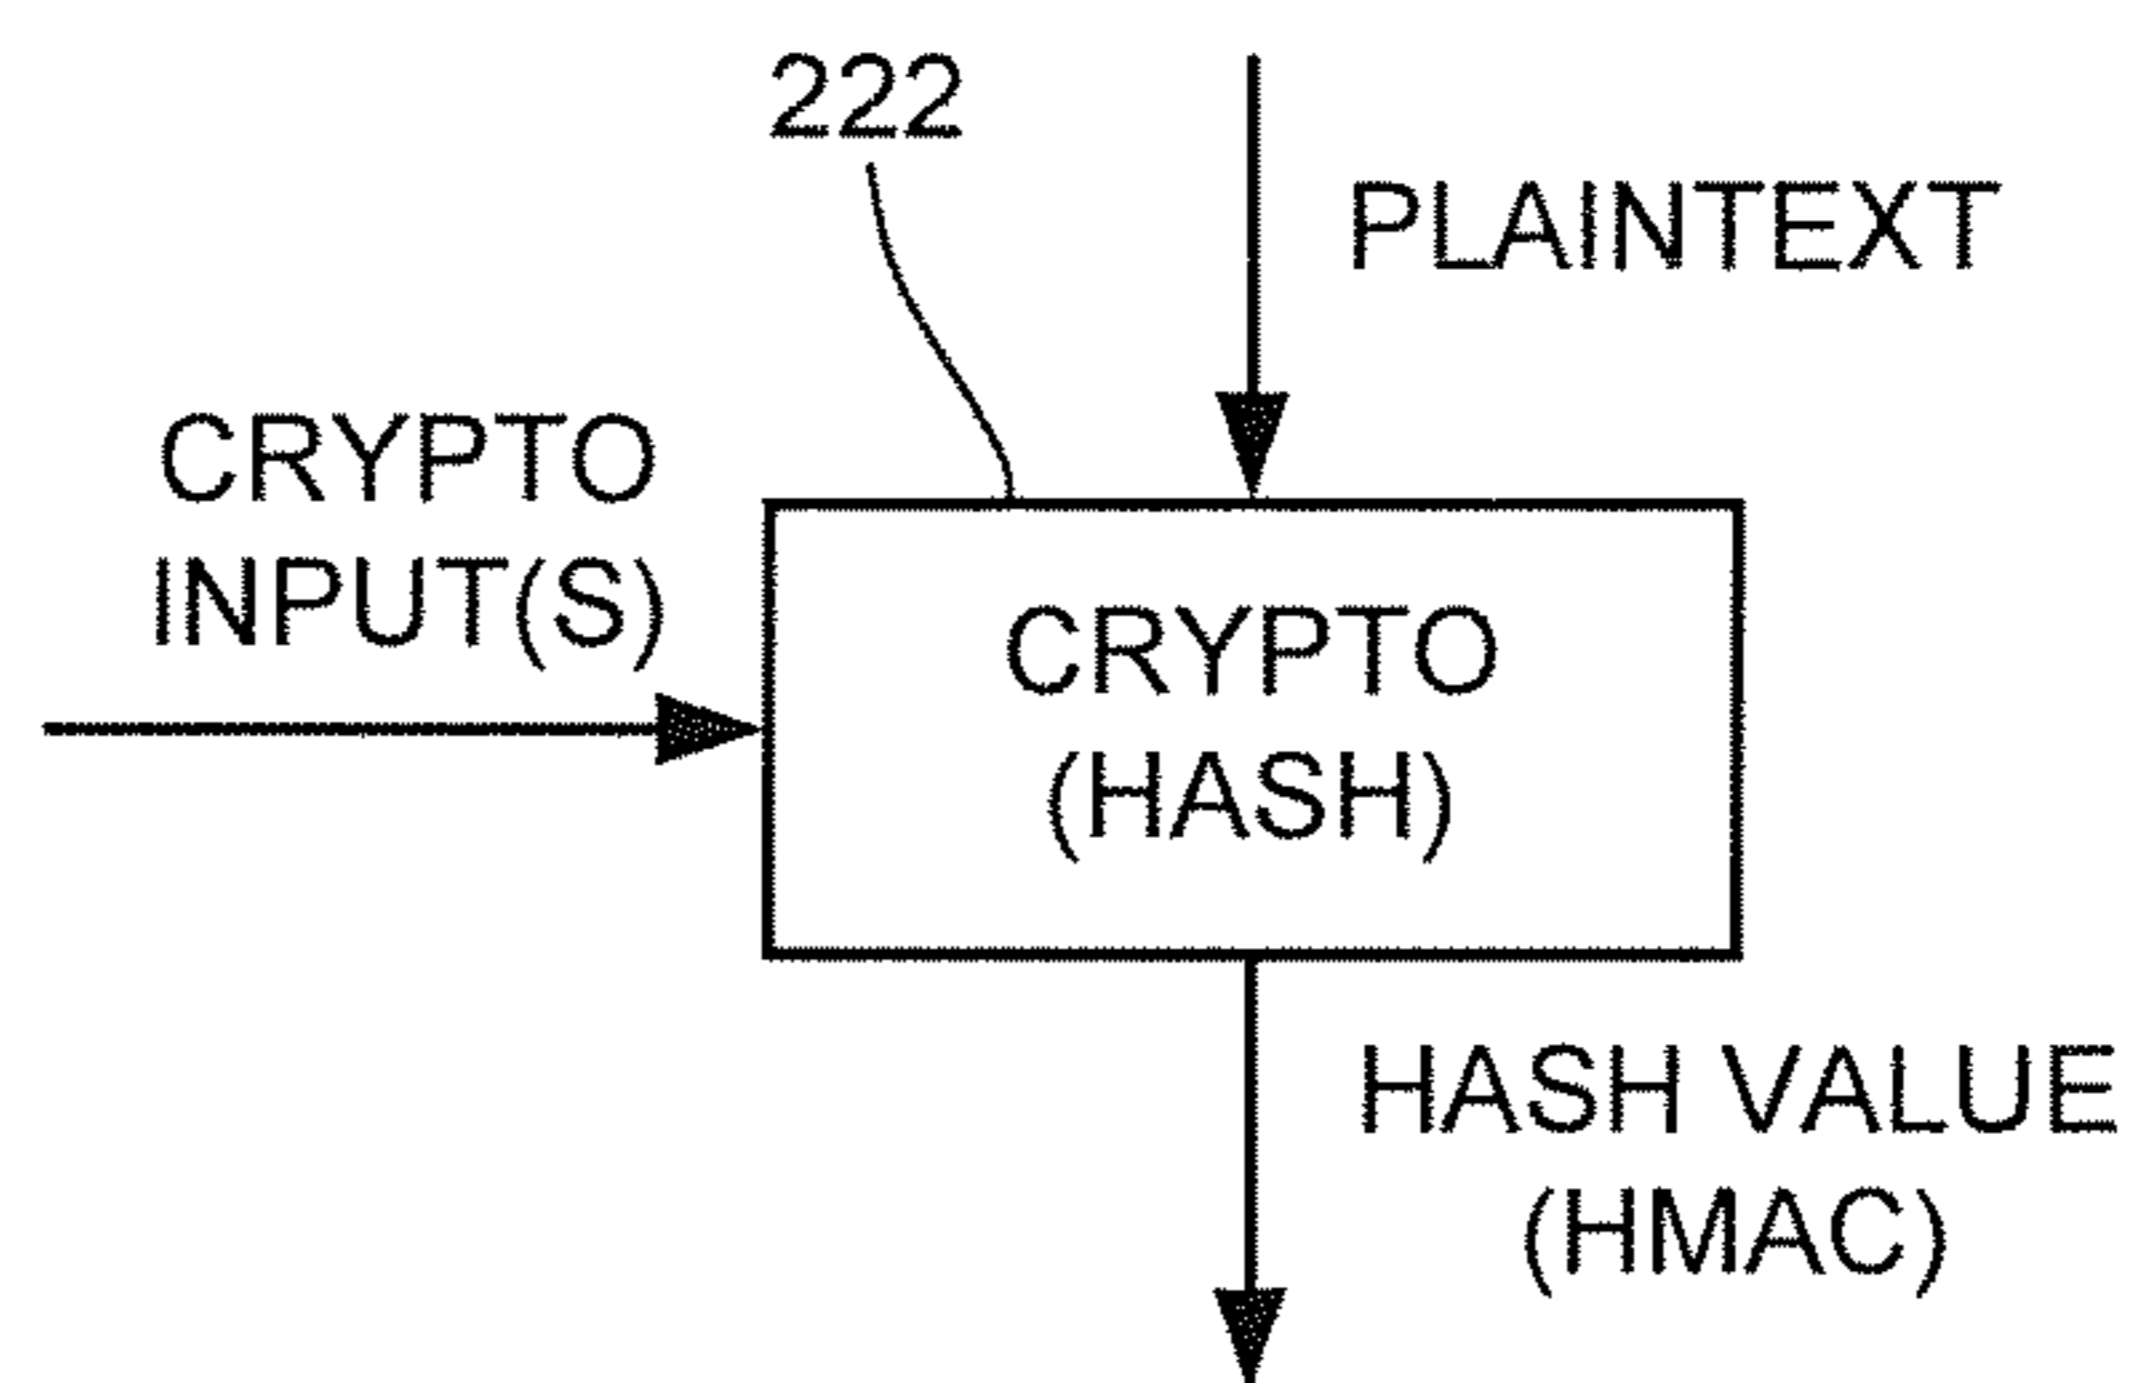 222
PLAINTEXT
CRYPTO
INPUT(S)
CRYPTO
(HASH)
HASH VALUE
(HMAC)